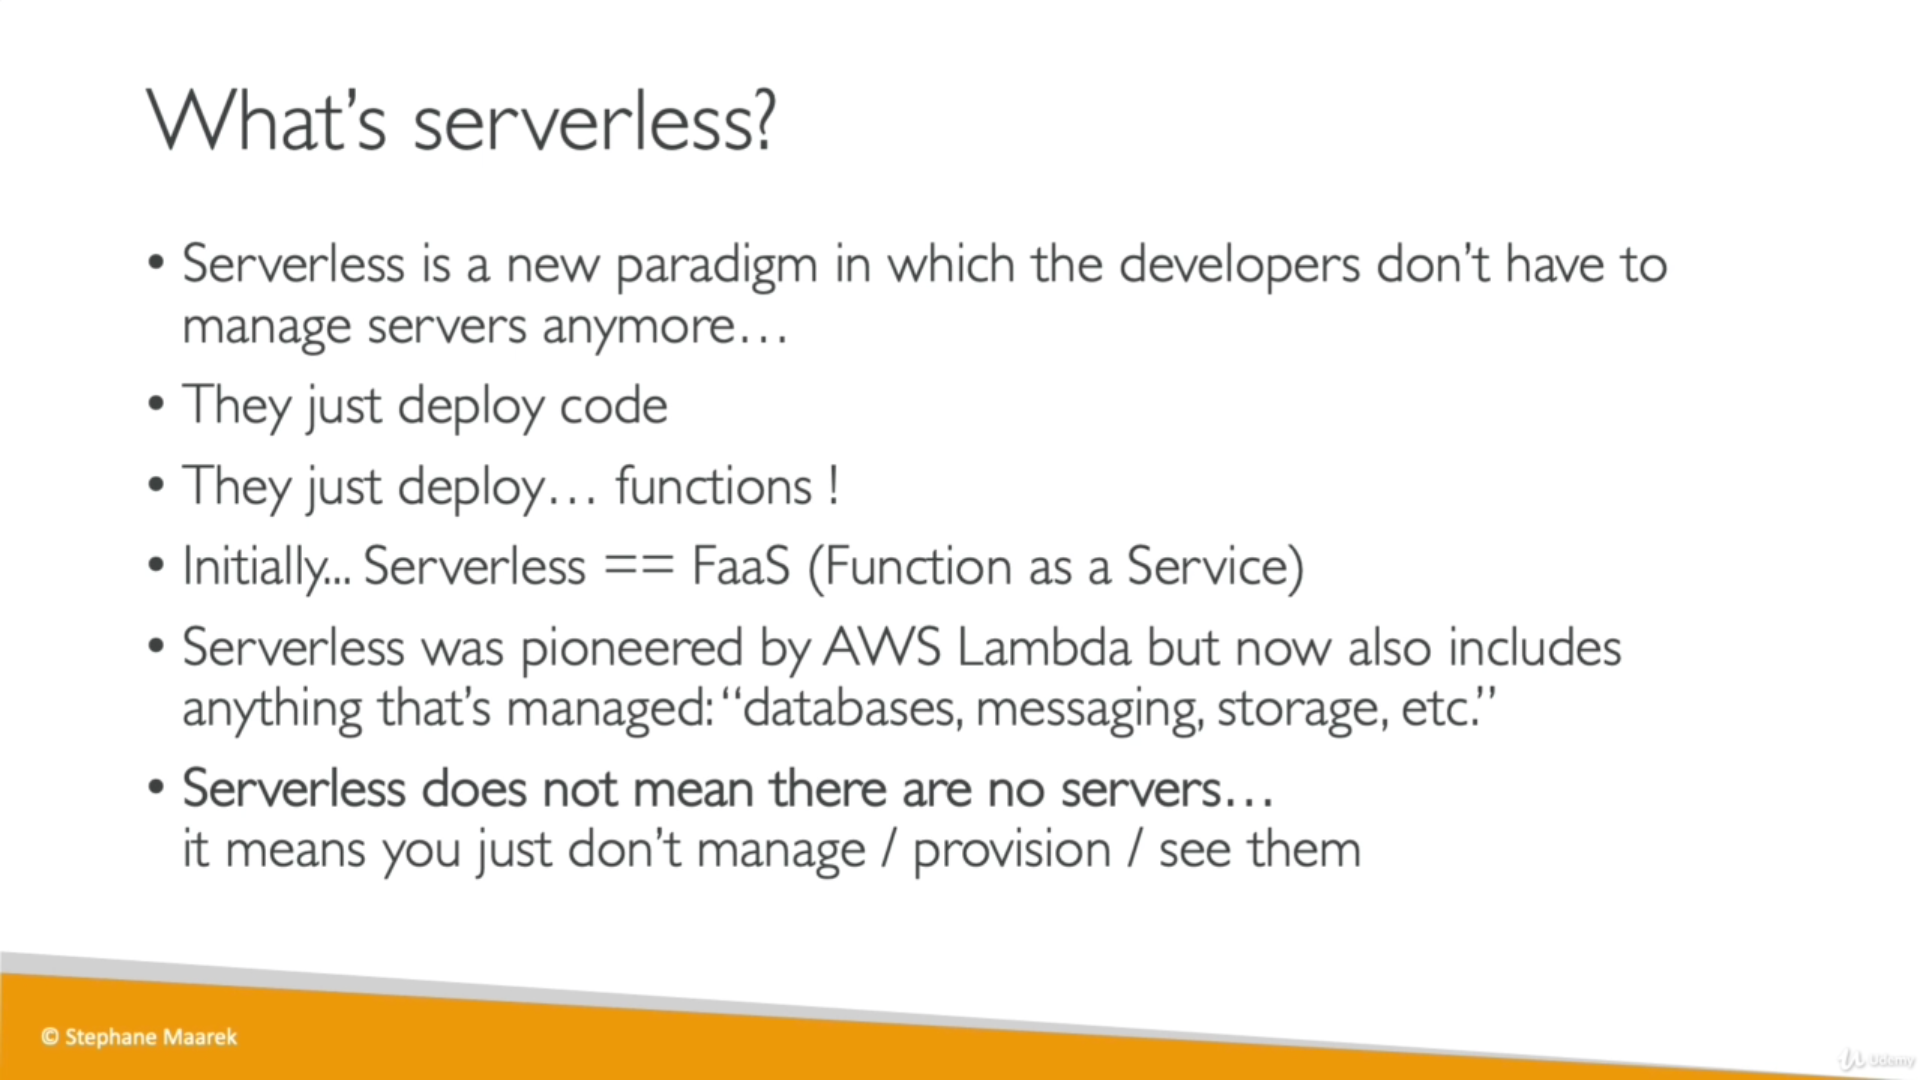 What's serverless?
• Serverless is a new paradigm in which the developers don't have to
manage servers anymore…
• They just deploy code
• They just deploy… functions !
• Initially... Serverless == FaaS (Function as a Service)
• Serverless was pioneered by AWS Lambda but now also includes
anything that's managed: “databases, messaging, storage, etc.”
• Serverless does not mean there are no servers…
it means you just don't manage / provision / see them
© Stephane Maarek
Udemy